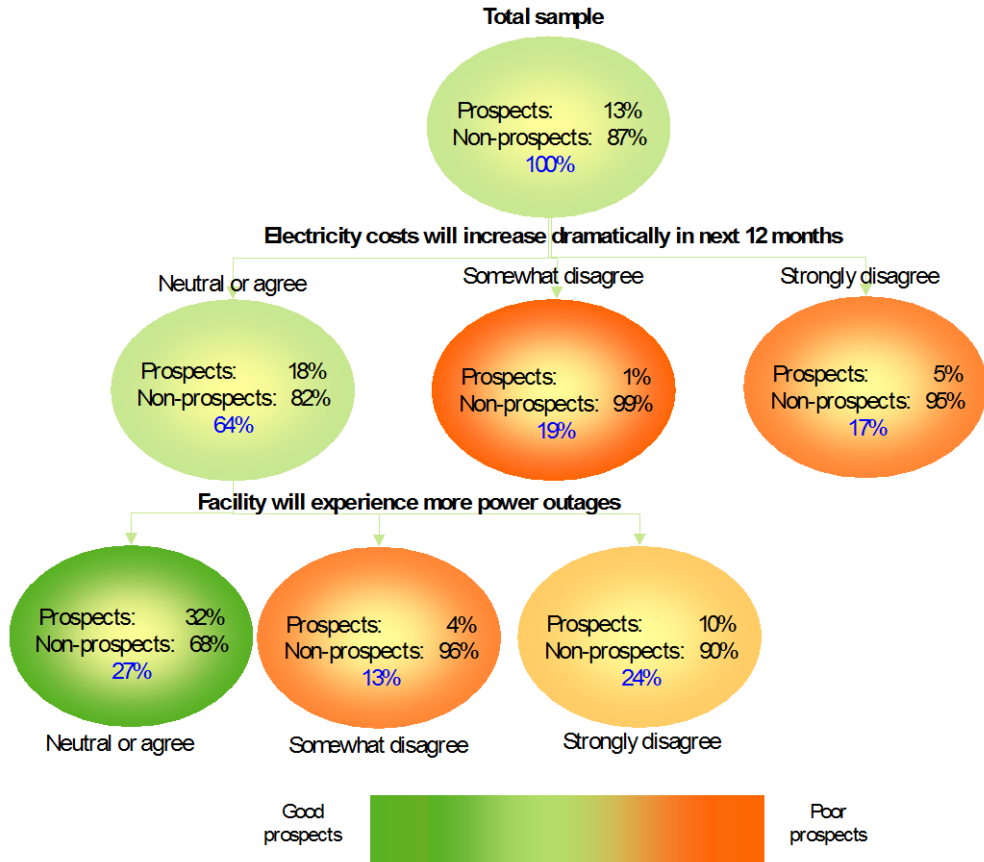 Total sample
Prospects: 13%
Non-prospects: 87%
100%
Electricity costs will increase dramatically in next 12 months
Neutral or agree
Somewhat disagree
Strongly disagree
Prospects: 18%
Non-prospects: 82%
64%
Prospects: 1%
Non-prospects: 99%
19%
Prospects: 5%
Non-prospects: 95%
17%
Facility will experience more power outages
Prospects: 32%
Non-prospects: 68%
27%
Prospects: 4%
Non-prospects: 96%
13%
Prospects: 10%
Non-prospects: 90%
24%
Neutral or agree
Somewhat disagree
Strongly disagree
Good
prospects
Poor
prospects